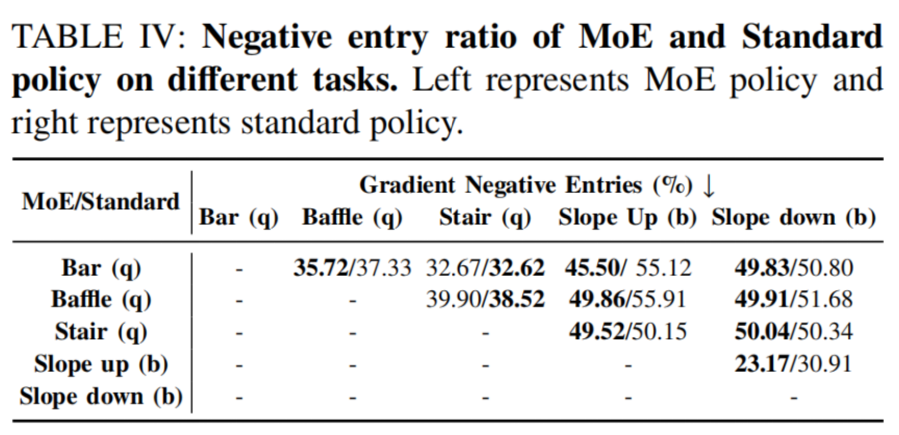 TABLE IV: Negative entry ratio of MoE and Standard
policy on different tasks. Left represents MoE policy and
right represents standard policy.
MoE/Standard Gradient Negative Entries (%) ↓
Bar (q) Baffle (q) Stair (q) Slope Up (b) Slope down (b)
Bar (q) - 35.72/37.33 32.67/32.62 45.50/ 55.12 49.83/50.80
Baffle (q) - - 39.90/38.52 49.86/55.91 49.91/51.68
Stair (q) - - - 49.52/50.15 50.04/50.34
Slope up (b) - - - - 23.17/30.91
Slope down (b) - - - - -